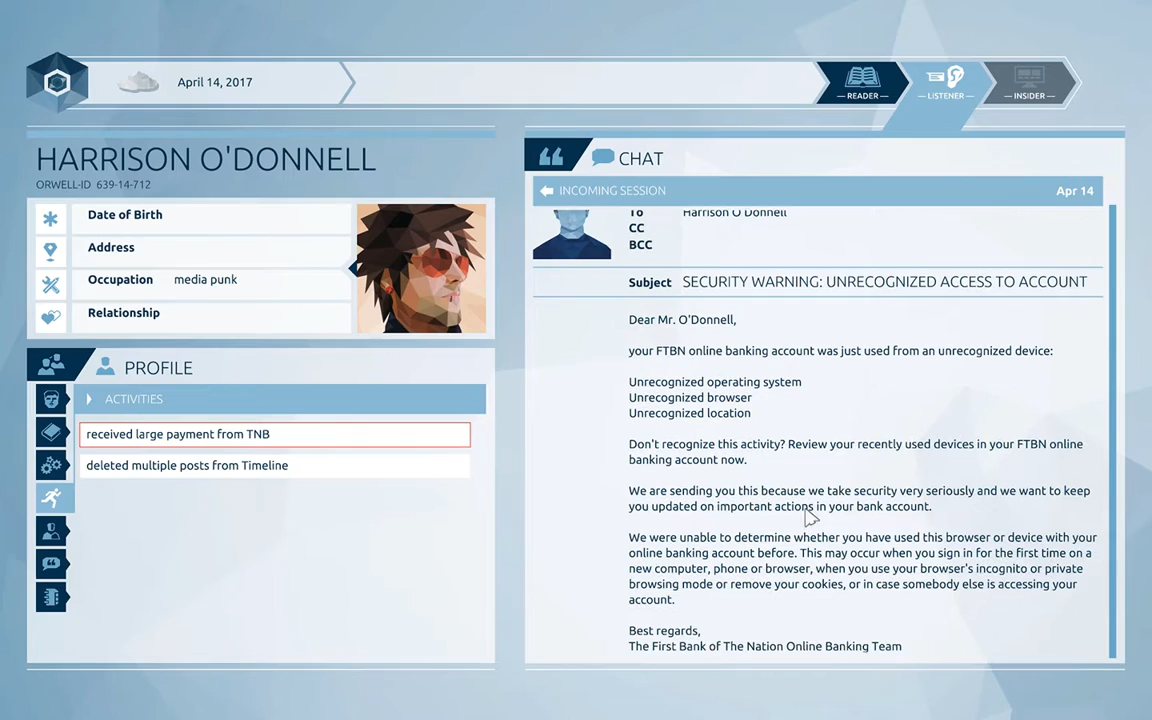 April 14, 2017
— READER —
— LISTENER —
— INSIDER —
HARRISON O'DONNELL
ORWELL-ID 639-14-712
Date of Birth
Address
Occupation media punk
Relationship
PROFILE
ACTIVITIES
received large payment from TNB
deleted multiple posts from Timeline
CHAT
INCOMING SESSION Apr 14
To Harrison O'Donnell
CC
BCC
Subject SECURITY WARNING: UNRECOGNIZED ACCESS TO ACCOUNT
Dear Mr. O'Donnell,
your FTBN online banking account was just used from an unrecognized device:
Unrecognized operating system
Unrecognized browser
Unrecognized location
Don't recognize this activity? Review your recently used devices in your FTBN online
banking account now.
We are sending you this because we take security very seriously and we want to keep
you updated on important actions in your bank account.
We were unable to determine whether you have used this browser or device with your
online banking account before. This may occur when you sign in for the first time on a
new computer, phone or browser, when you use your browser's incognito or private
browsing mode or remove your cookies, or in case somebody else is accessing your
account.
Best regards,
The First Bank of The Nation Online Banking Team